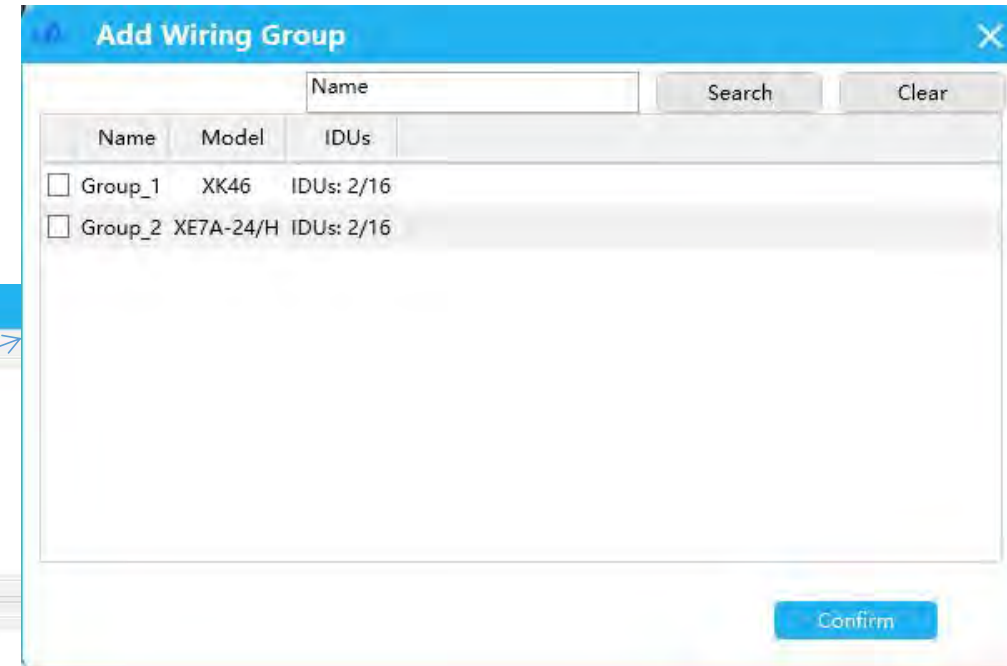 Add Wiring Group
Name Search Clear
Name Model IDUs
Group_1 XK46 IDUs: 2/16
Group_2 XE7A-24/H IDUs: 2/16
Confirm